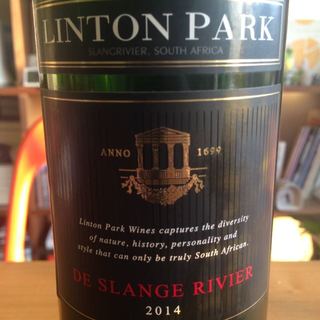 LINTON PARK
SLANGRIVIER, SOUTH AFRICA
ANNO 1699
Linton Park Wines captures the diversity
of nature, history, personality and
style that can only be truly South African.
DE SLANGE RIVIER
2014